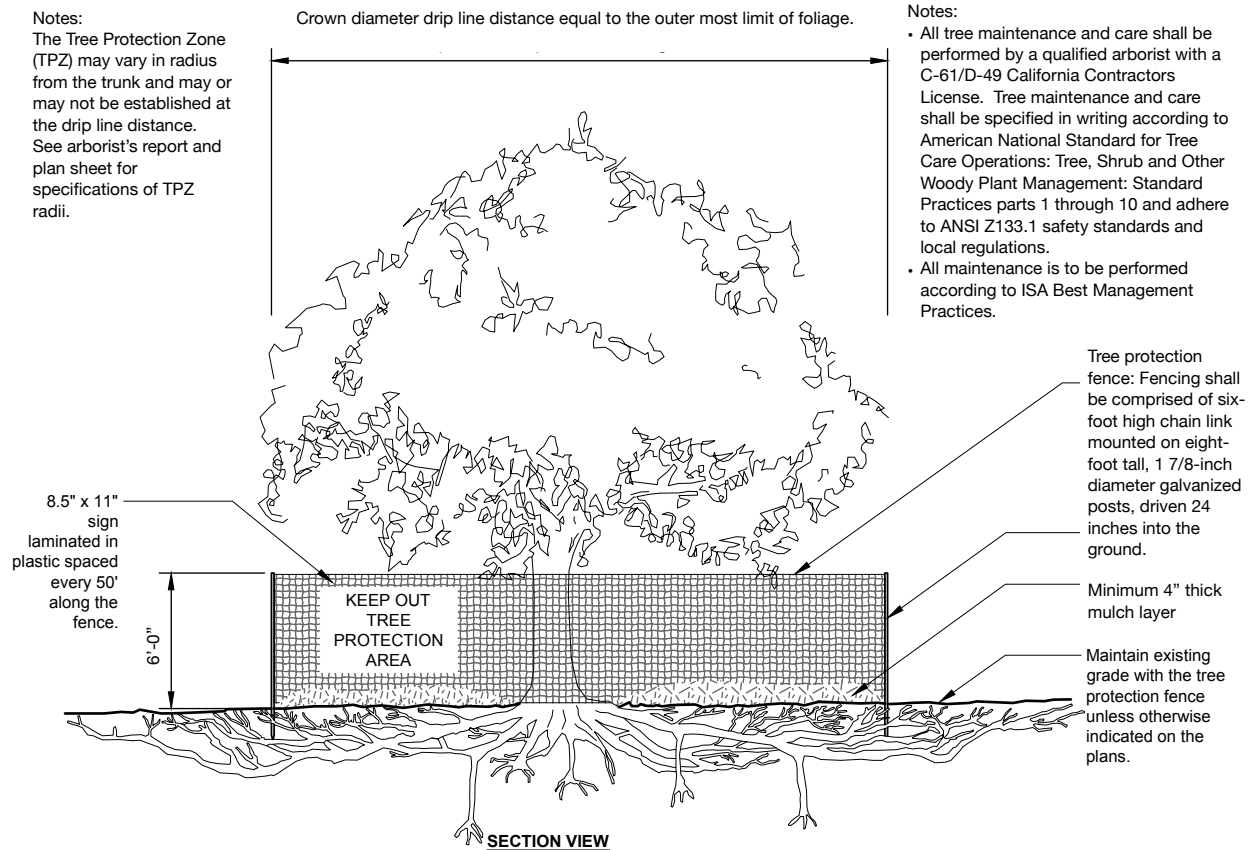 Notes:
The Tree Protection Zone
(TPZ) may vary in radius
from the trunk and may or
may not be established at
the drip line distance.
See arborist's report and
plan sheet for
specifications of TPZ
radii.
Crown diameter drip line distance equal to the outer most limit of foliage.
Notes:
• All tree maintenance and care shall be
performed by a qualified arborist with a
C-61/D-49 California Contractors
License. Tree maintenance and care
shall be specified in writing according to
American National Standard for Tree
Care Operations: Tree, Shrub and Other
Woody Plant Management: Standard
Practices parts 1 through 10 and adhere
to ANSI Z133.1 safety standards and
local regulations.
• All maintenance is to be performed
according to ISA Best Management
Practices.
Tree protection
fence: Fencing shall
be comprised of six-
foot high chain link
mounted on eight-
foot tall, 1 7/8-inch
diameter galvanized
posts, driven 24
inches into the
ground.
8.5" x 11"
sign
laminated in
plastic spaced
every 50'
along the
fence.
6'-0"
KEEP OUT
TREE
PROTECTION
AREA
Minimum 4" thick
mulch layer
Maintain existing
grade with the tree
protection fence
unless otherwise
indicated on the
plans.
SECTION VIEW